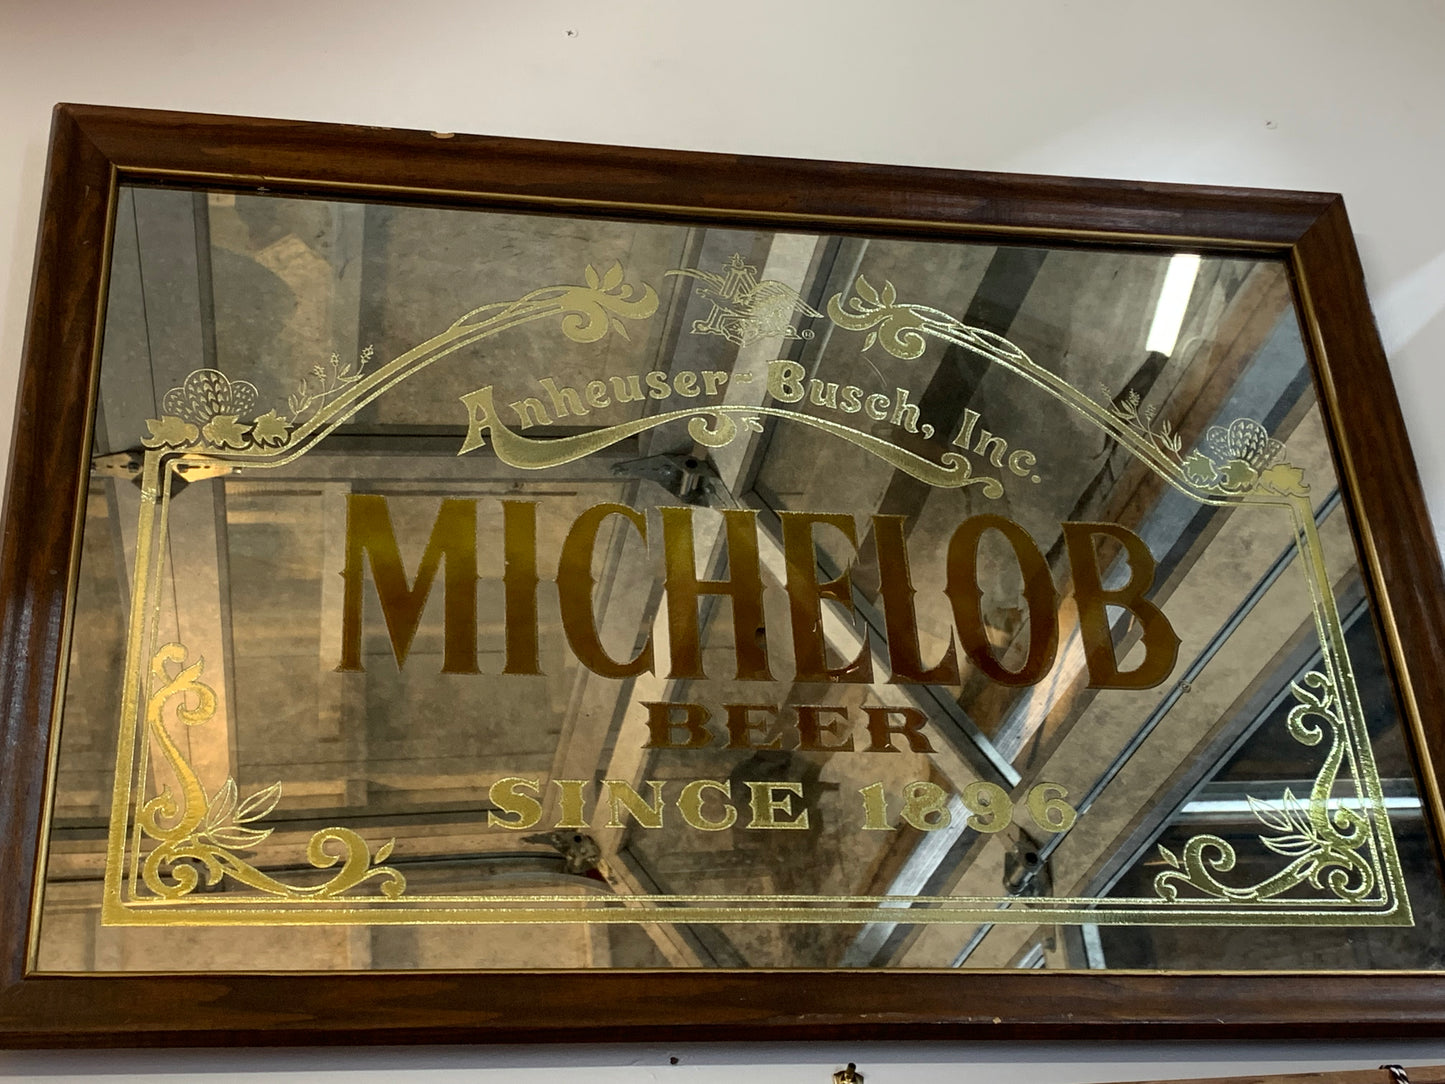 Anheuser-Busch, Inc.
MICHELOB
BEER
SINCE 1896